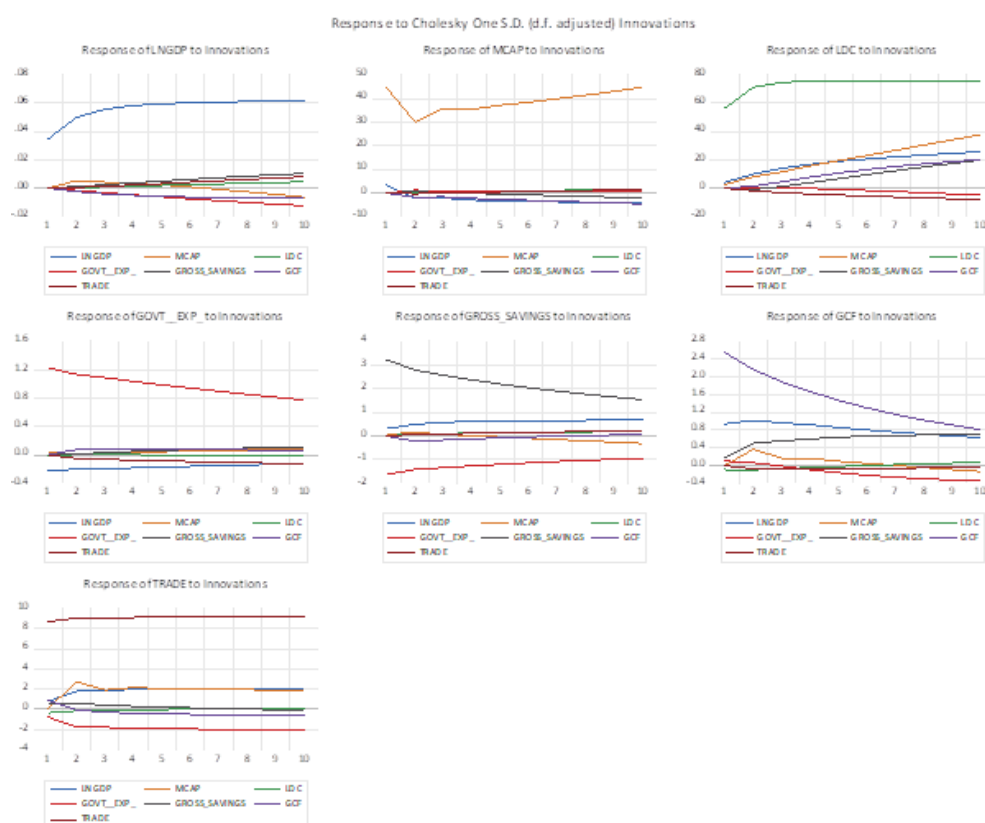 Response to Cholesky One S.D. (d.f. adjusted) Innovations
Response of LNGDP to Innovations
.08
.06
.04
.02
.00
-.02
1 2 3 4 5 6 7 8 9 10
LNGDP MCAP LDC
GOVT__EXP_ GROSS_SAVINGS GCF
TRADE
Response of MCAP to Innovations
50
40
30
20
10
0
-10
1 2 3 4 5 6 7 8 9 10
LNGDP MCAP LDC
GOVT__EXP_ GROSS_SAVINGS GCF
TRADE
Response of LDC to Innovations
80
60
40
20
0
-20
1 2 3 4 5 6 7 8 9 10
LNGDP MCAP LDC
GOVT__EXP_ GROSS_SAVINGS GCF
TRADE
Response of GOVT__EXP_ to Innovations
1.6
1.2
0.8
0.4
0.0
-0.4
1 2 3 4 5 6 7 8 9 10
LNGDP MCAP LDC
GOVT__EXP_ GROSS_SAVINGS GCF
TRADE
Response of GROSS_SAVINGS to Innovations
4
3
2
1
0
-1
-2
1 2 3 4 5 6 7 8 9 10
LNGDP MCAP LDC
GOVT__EXP_ GROSS_SAVINGS GCF
TRADE
Response of GCF to Innovations
2.8
2.4
2.0
1.6
1.2
0.8
0.4
0.0
-0.4
1 2 3 4 5 6 7 8 9 10
LNGDP MCAP LDC
GOVT__EXP_ GROSS_SAVINGS GCF
TRADE
Response of TRADE to Innovations
10
8
6
4
2
0
-2
-4
1 2 3 4 5 6 7 8 9 10
LNGDP MCAP LDC
GOVT__EXP_ GROSS_SAVINGS GCF
TRADE